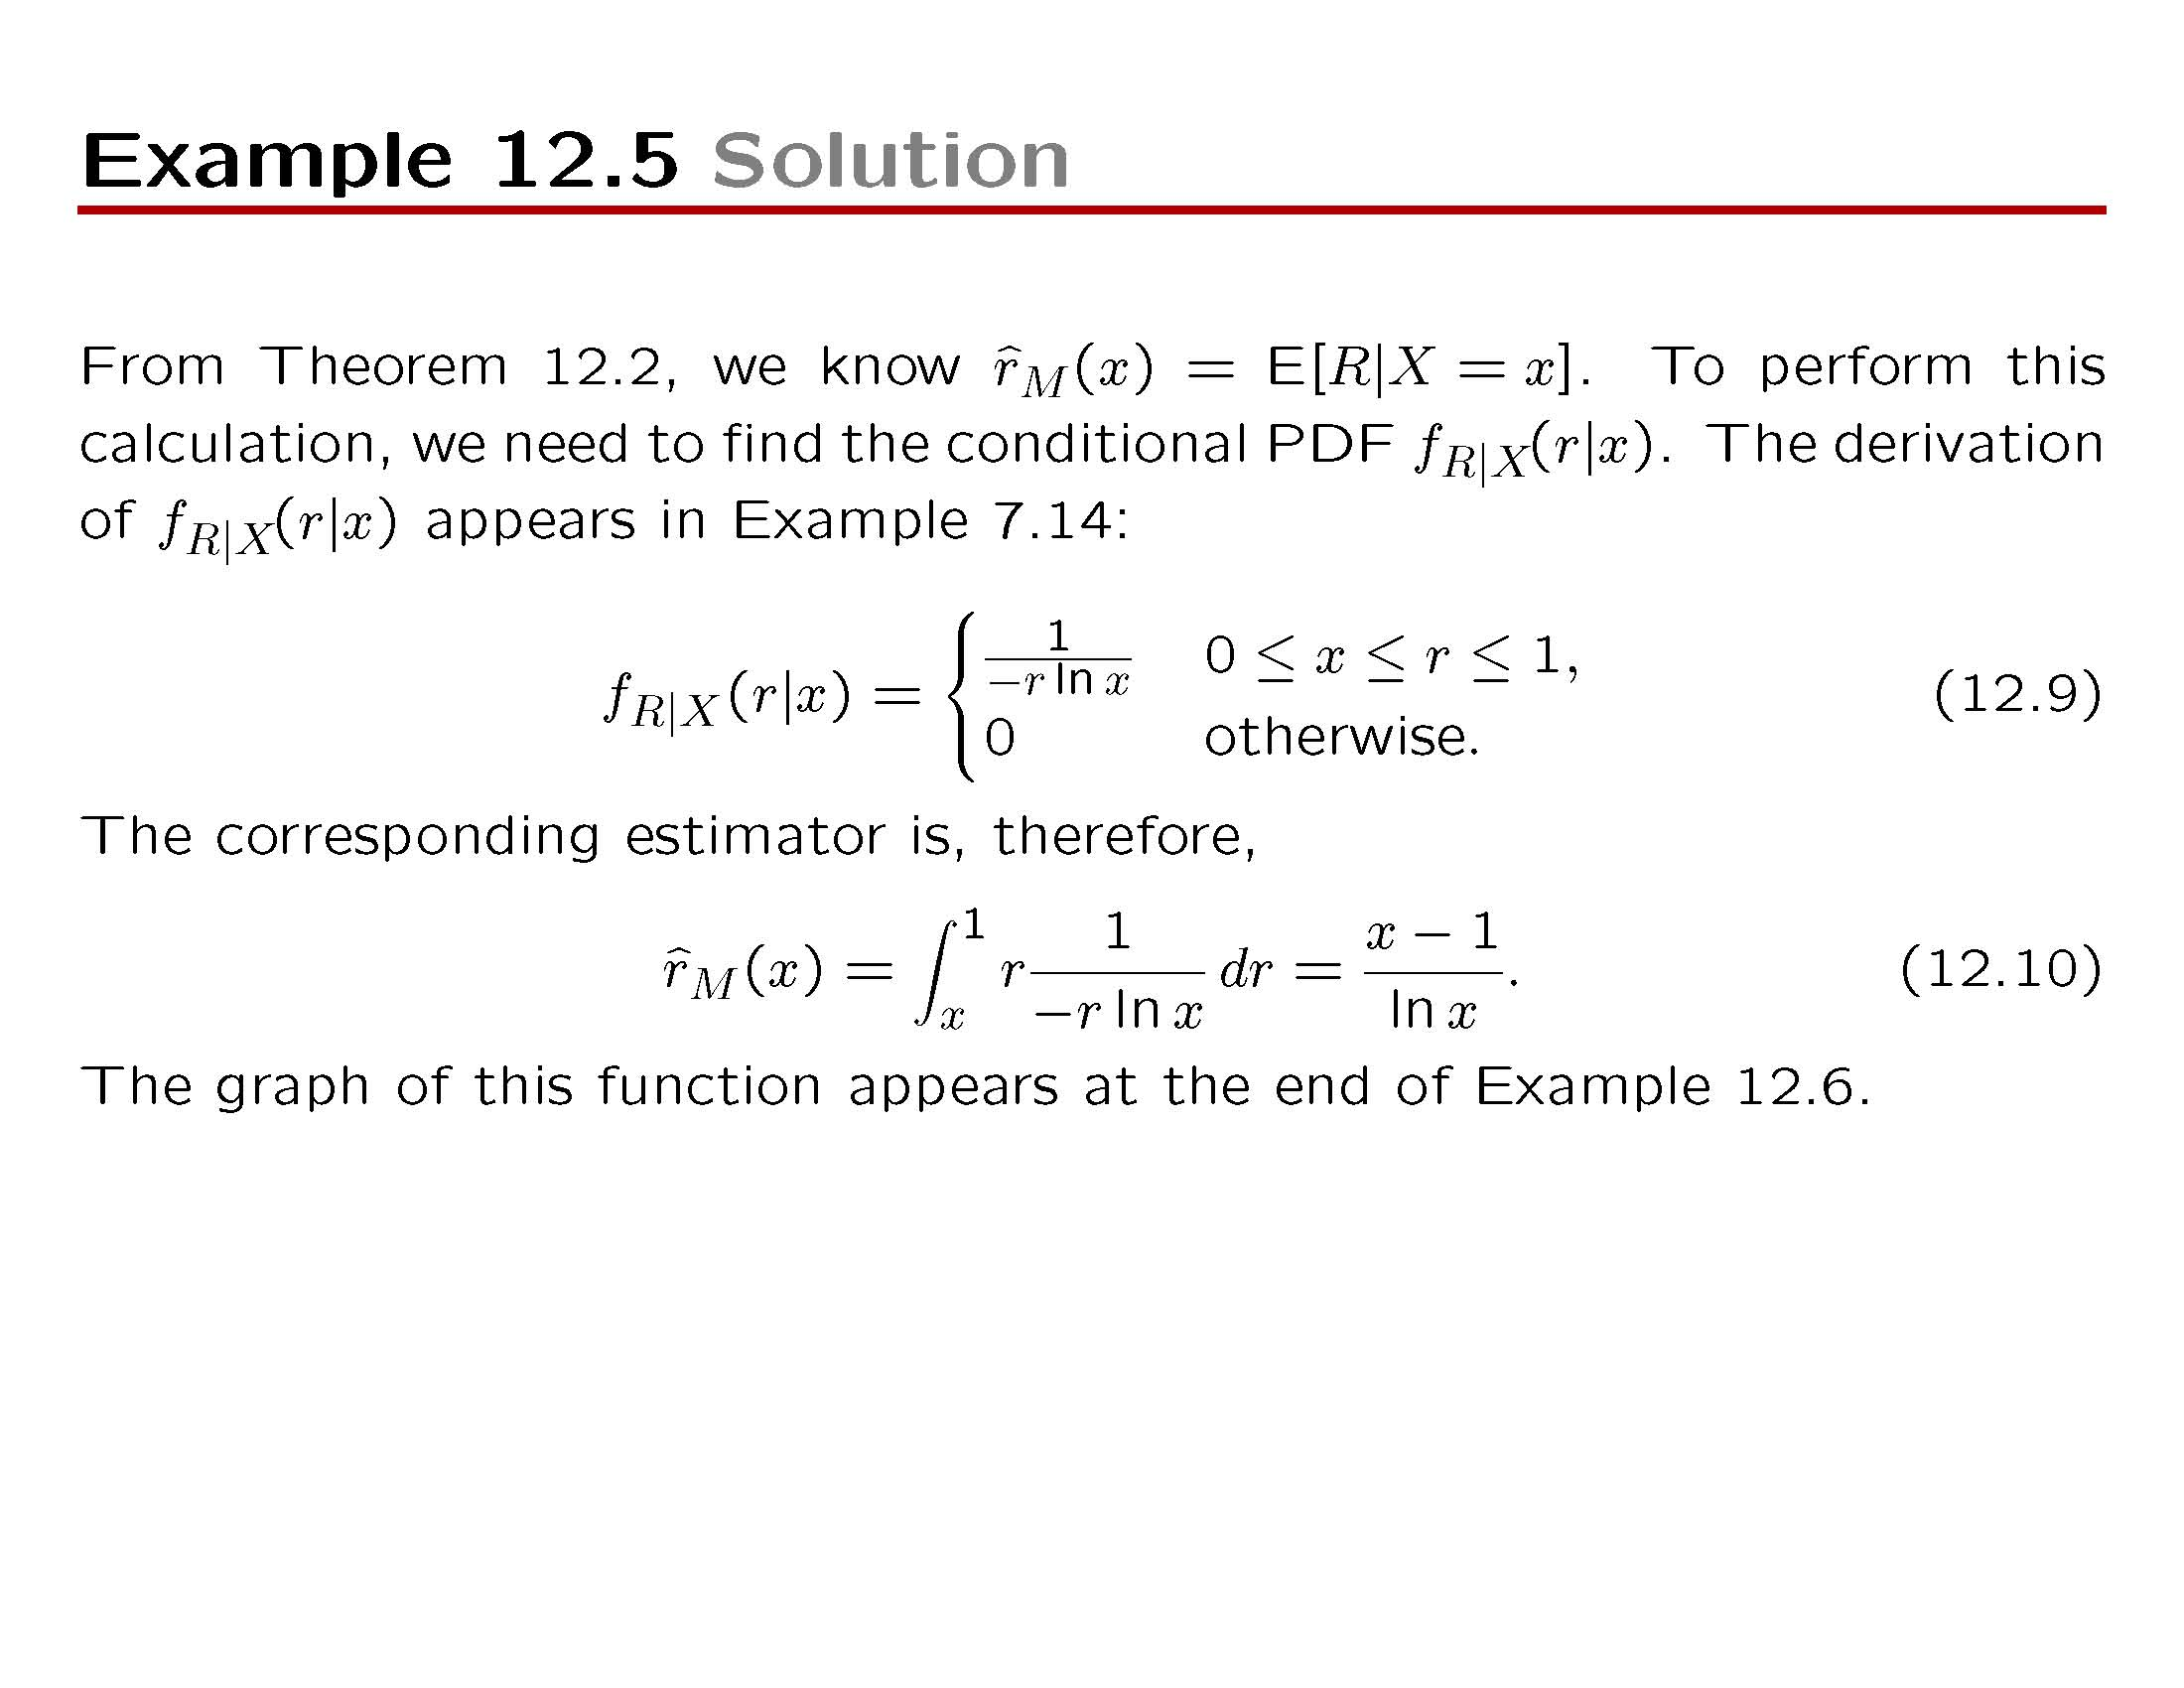 Example 12.5 Solution
From Theorem 12.2, we know r̂_M(x) = E[R|X = x]. To perform this
calculation, we need to find the conditional PDF f_{R|X}(r|x). The derivation
of f_{R|X}(r|x) appears in Example 7.14:
f_{R|X}(r|x) = { 1/(−r ln x)  0 ≤ x ≤ r ≤ 1,  (12.9)
0  otherwise.
The corresponding estimator is, therefore,
r̂_M(x) = ∫_x^1 r 1/(−r ln x) dr = (x − 1)/(ln x).  (12.10)
The graph of this function appears at the end of Example 12.6.